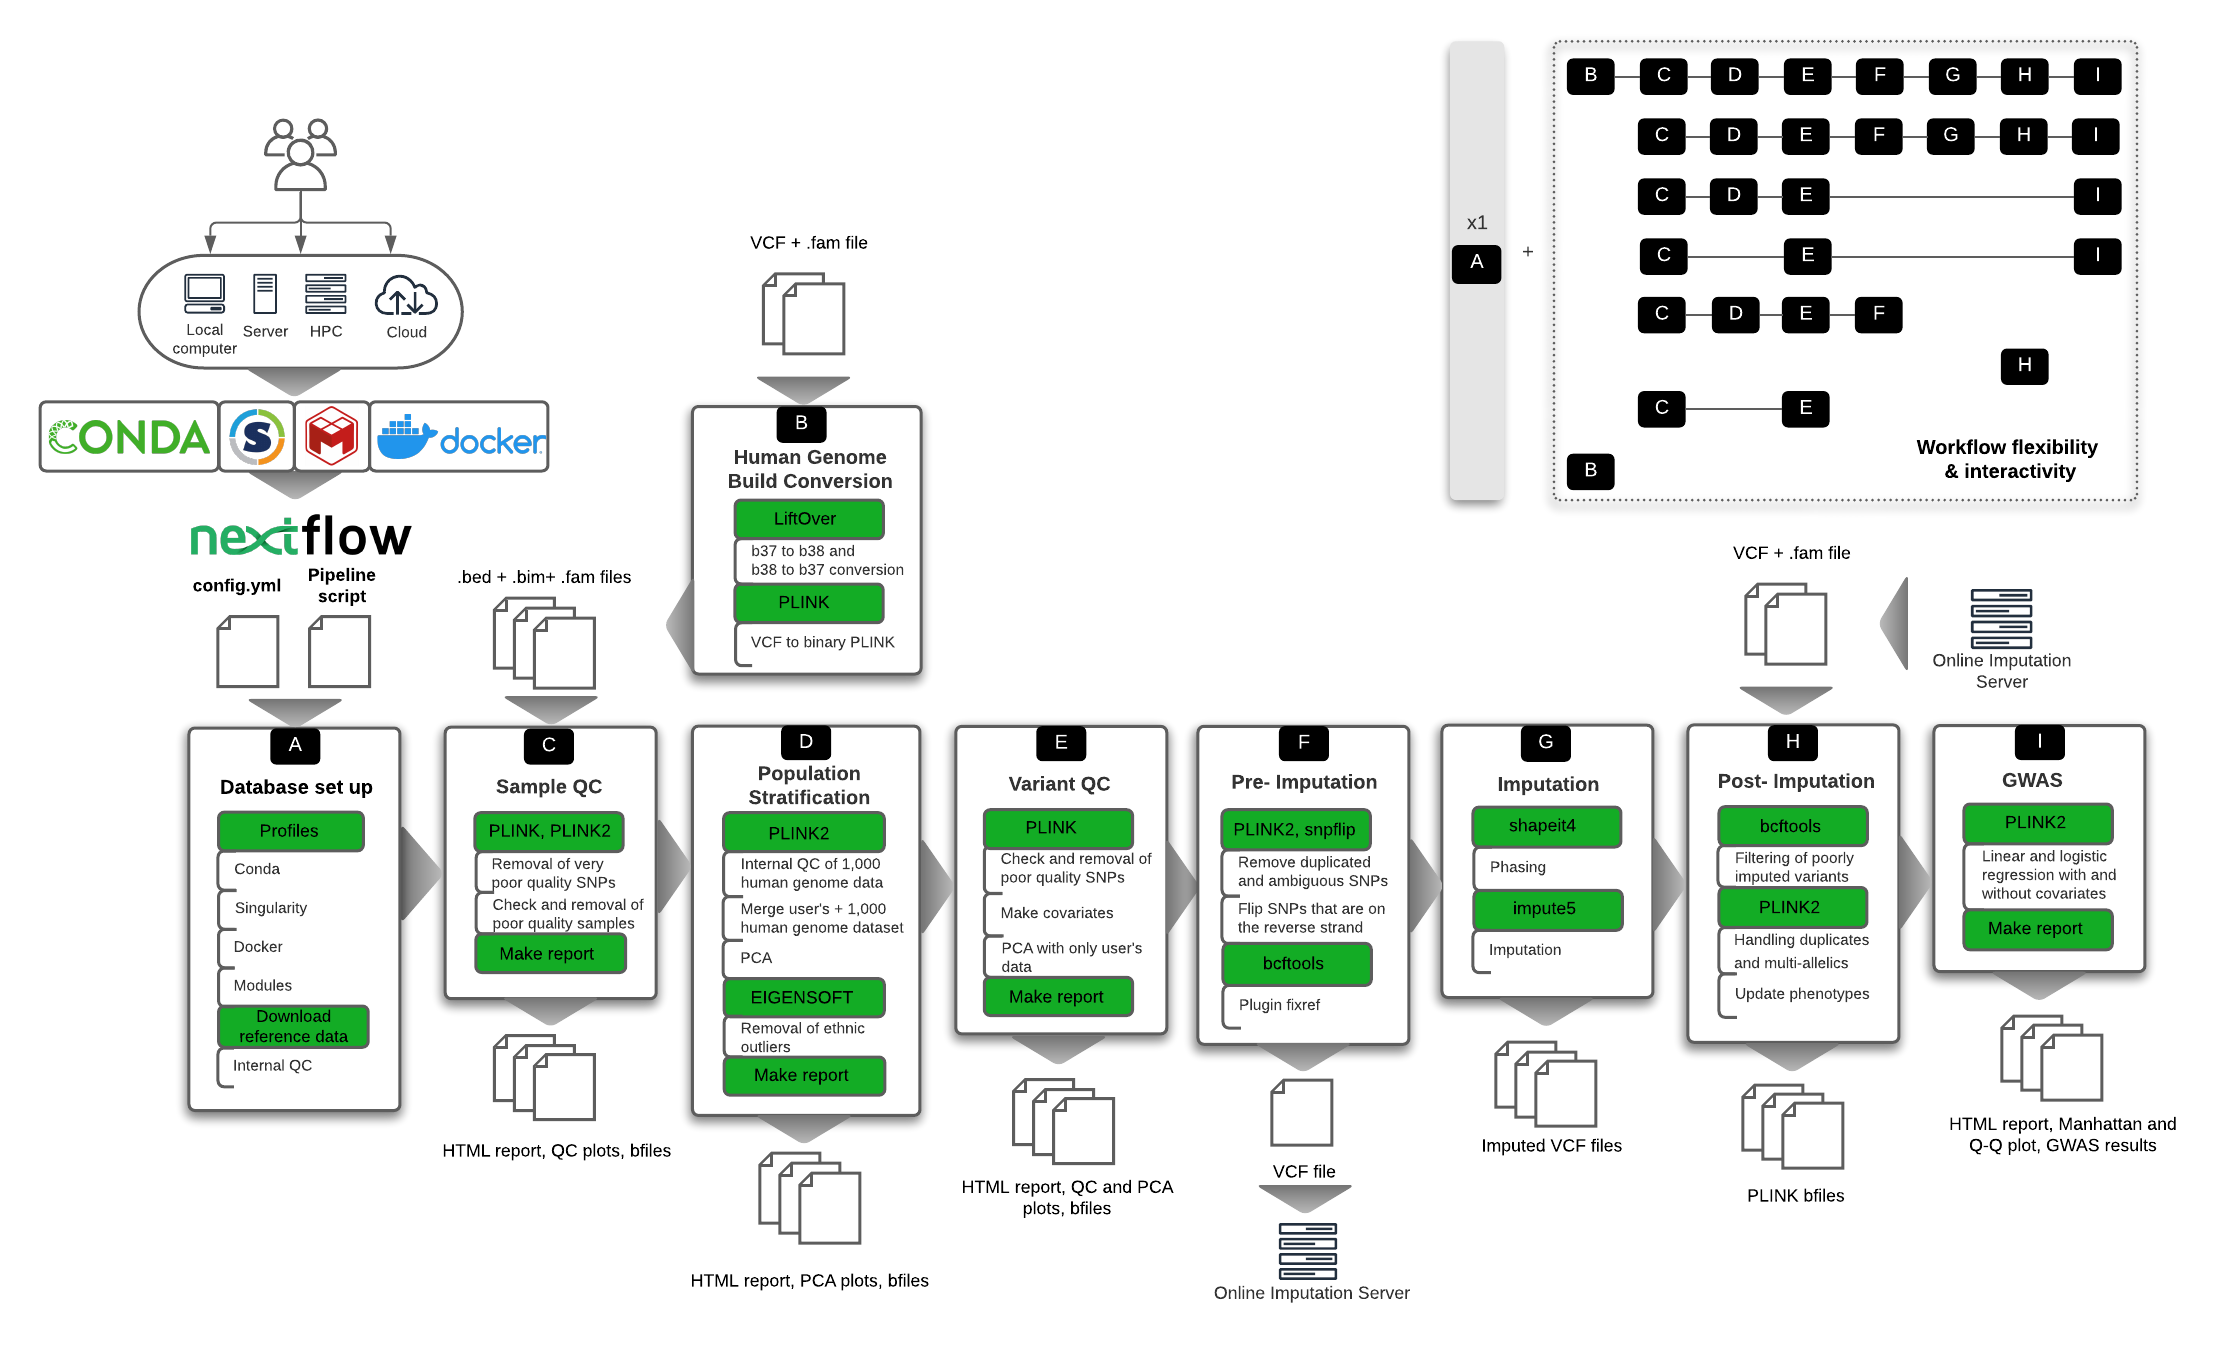 Local
computer
Server
HPC
Cloud
CONDA
S
docker
nextflow
config.yml
Pipeline
script
A
Database set up
Profiles
Conda
Singularity
Docker
Modules
Download
reference data
Internal QC
VCF + .fam file
B
Human Genome
Build Conversion
LiftOver
b37 to b38 and
b38 to b37 conversion
PLINK
VCF to binary PLINK
.bed + .bim+ .fam files
C
Sample QC
PLINK, PLINK2
Removal of very
poor quality SNPs
Check and removal of
poor quality samples
Make report
HTML report, QC plots, bfiles
D
Population
Stratification
PLINK2
Internal QC of 1,000
human genome data
Merge user's + 1,000
human genome dataset
PCA
EIGENSOFT
Removal of ethnic
outliers
Make report
HTML report, PCA plots, bfiles
E
Variant QC
PLINK
Check and removal of
poor quality SNPs
Make covariates
PCA with only user's
data
Make report
HTML report, QC and PCA
plots, bfiles
F
Pre- Imputation
PLINK2, snpflip
Remove duplicated
and ambiguous SNPs
Flip SNPs that are on
the reverse strand
bcftools
Plugin fixref
VCF file
Online Imputation Server
G
Imputation
shapeit4
Phasing
impute5
Imputation
Imputed VCF files
VCF + .fam file
Online Imputation
Server
H
Post- Imputation
bcftools
Filtering of poorly
imputed variants
PLINK2
Handling duplicates
and multi-allelics
Update phenotypes
PLINK bfiles
I
GWAS
PLINK2
Linear and logistic
regression with and
without covariates
Make report
HTML report, Manhattan and
Q-Q plot, GWAS results
x1
A
+
B C D E F G H I
C D E F G H I
C D E I
C E I
C D E F
H
C E
B
Workflow flexibility
& interactivity